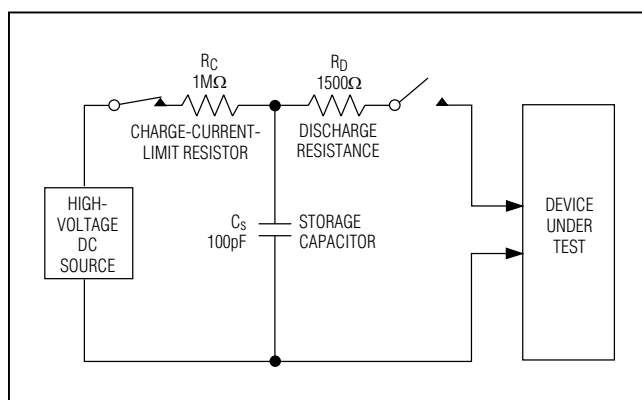 RC
1MΩ
CHARGE-CURRENT-
LIMIT RESISTOR
RD
1500Ω
DISCHARGE
RESISTANCE
HIGH-
VOLTAGE
DC
SOURCE
CS
100pF
STORAGE
CAPACITOR
DEVICE
UNDER
TEST